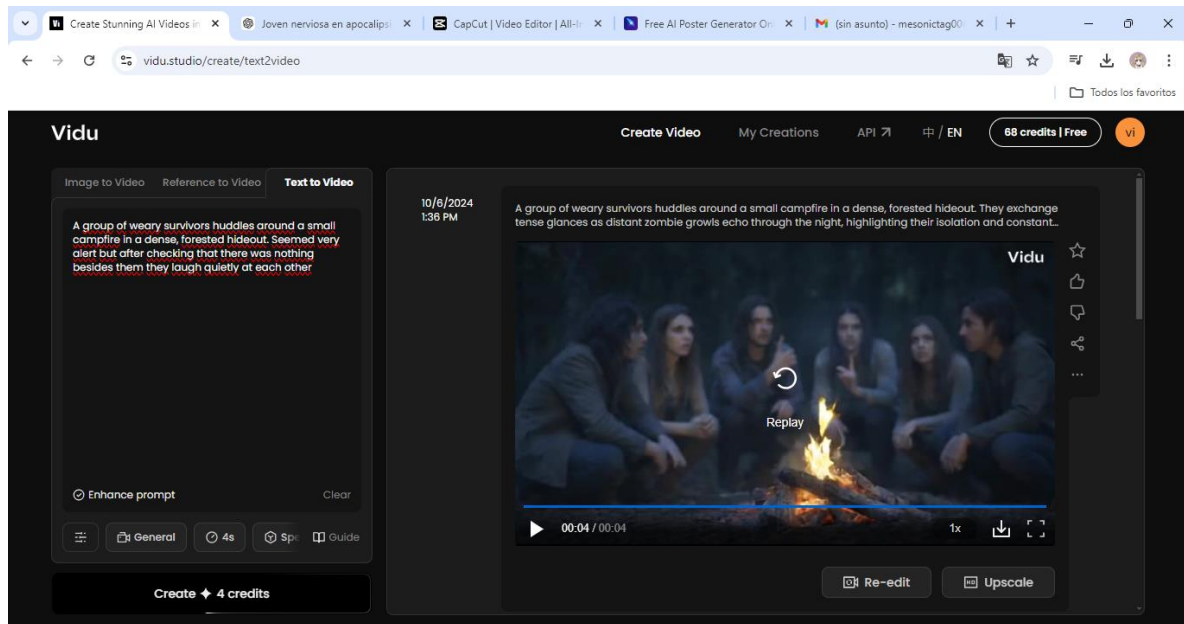 Create Stunning AI Videos in
Joven nerviosa en apocalips
CapCut | Video Editor | All-In
Free AI Poster Generator On
(sin asunto) - mesonictag00
vidu.studio/create/text2video
Todos los favoritos
Vidu
Create Video
My Creations
API
中 / EN
68 credits | Free
vi
Image to Video
Reference to Video
Text to Video
A group of weary survivors huddles around a small
campfire in a dense, forested hideout. Seemed very
alert but after checking that there was nothing
besides them they laugh quietly at each other
Enhance prompt
Clear
General
4s
Spe
Guide
Create 4 credits
10/6/2024
1:36 PM
A group of weary survivors huddles around a small campfire in a dense, forested hideout. They exchange
tense glances as distant zombie growls echo through the night, highlighting their isolation and constant...
Vidu
Replay
00:04 / 00:04
1x
Re-edit
HD
Upscale